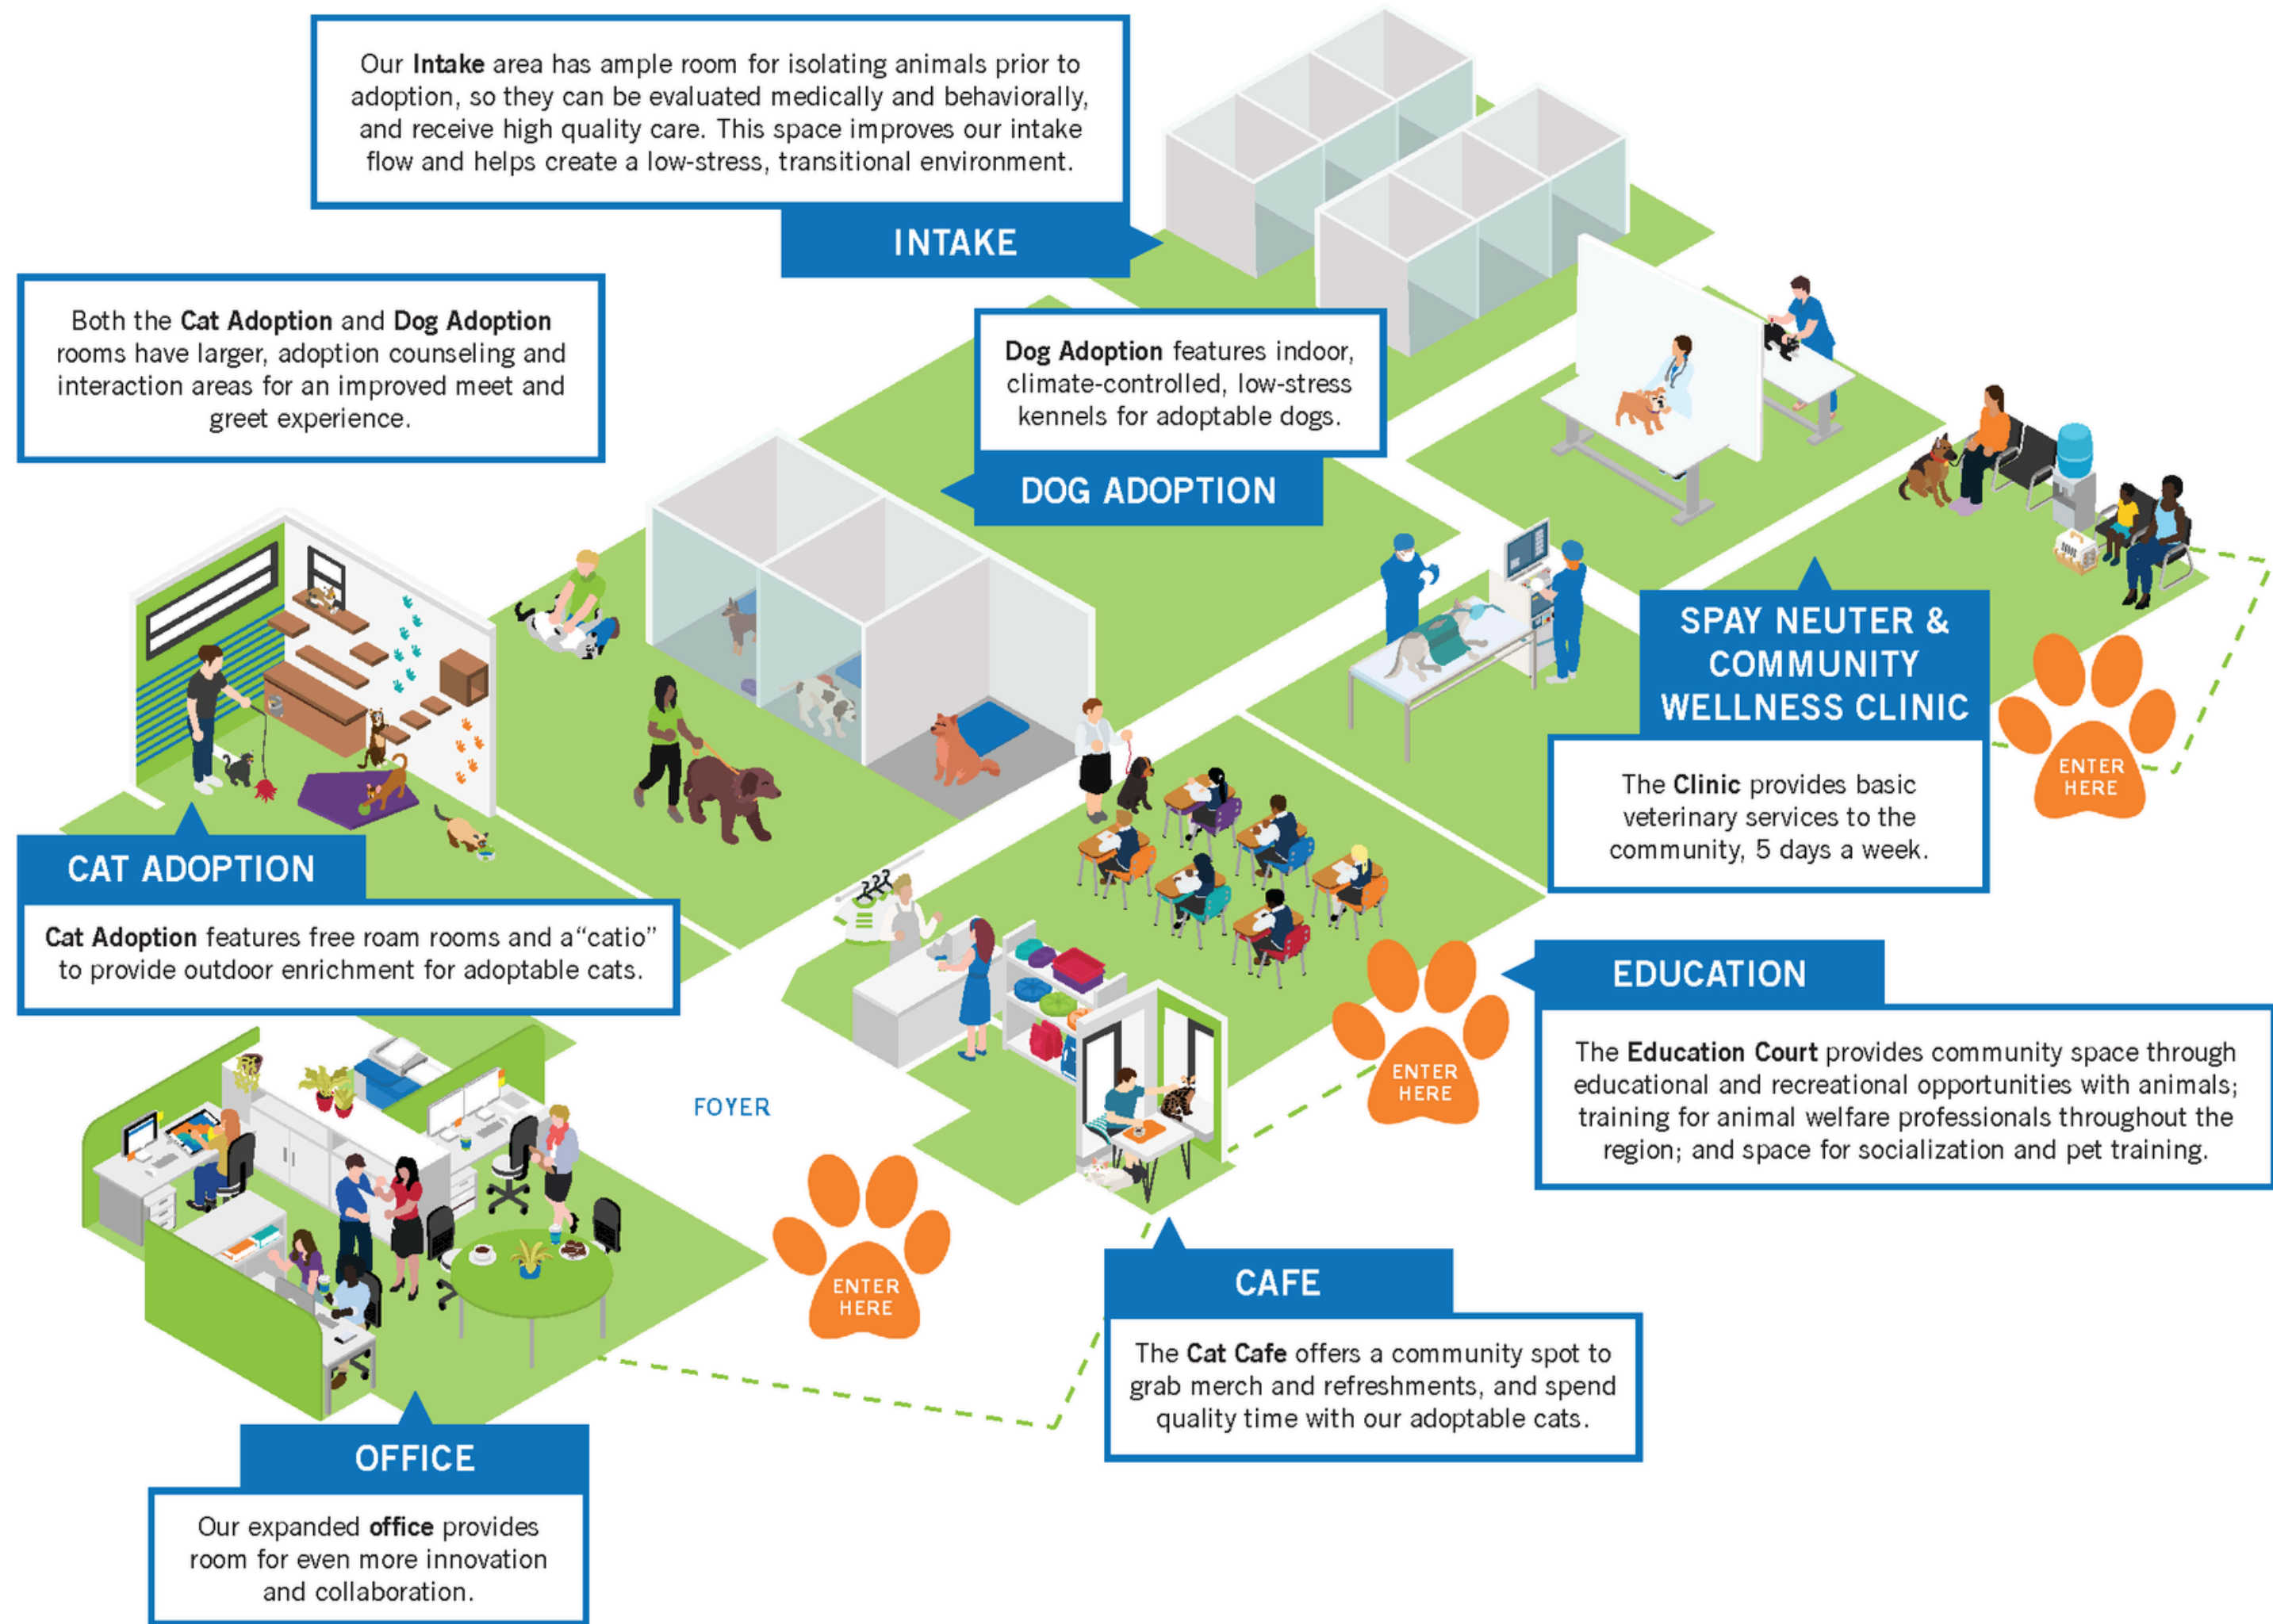 Our Intake area has ample room for isolating animals prior to
adoption, so they can be evaluated medically and behaviorally,
and receive high quality care. This space improves our intake
flow and helps create a low-stress, transitional environment.
INTAKE
Both the Cat Adoption and Dog Adoption
rooms have larger, adoption counseling and
interaction areas for an improved meet and
greet experience.
Dog Adoption features indoor,
climate-controlled, low-stress
kennels for adoptable dogs.
DOG ADOPTION
SPAY NEUTER &
COMMUNITY
WELLNESS CLINIC
The Clinic provides basic
veterinary services to the
community, 5 days a week.
ENTER
HERE
CAT ADOPTION
Cat Adoption features free roam rooms and a“catio”
to provide outdoor enrichment for adoptable cats.
EDUCATION
The Education Court provides community space through
educational and recreational opportunities with animals;
training for animal welfare professionals throughout the
region; and space for socialization and pet training.
ENTER
HERE
FOYER
ENTER
HERE
CAFE
The Cat Cafe offers a community spot to
grab merch and refreshments, and spend
quality time with our adoptable cats.
OFFICE
Our expanded office provides
room for even more innovation
and collaboration.